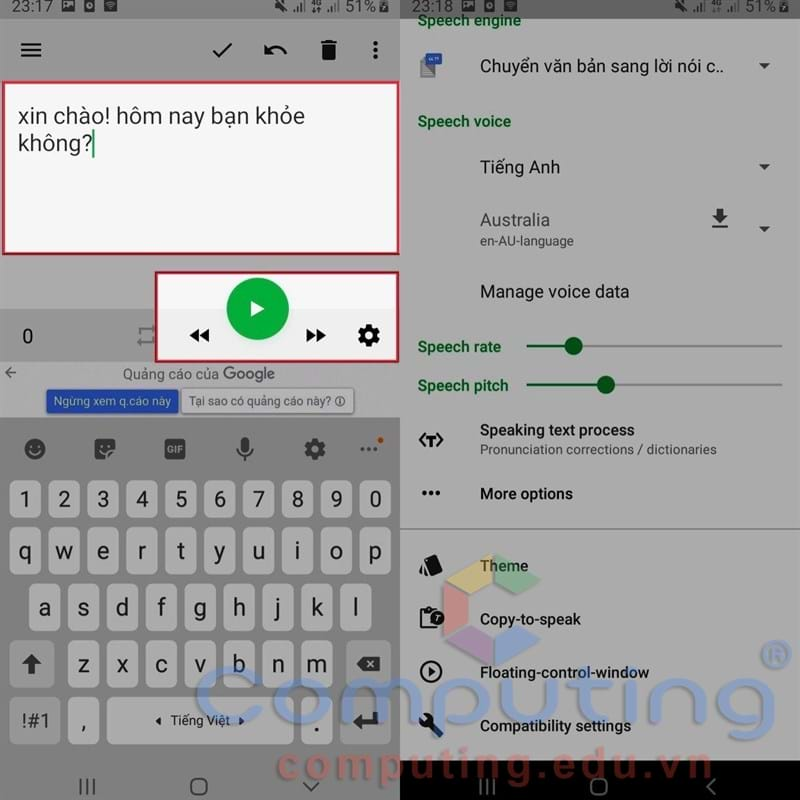 23:17
4G
51%
xin chào! hôm nay bạn khỏe
không?
0
Quảng cáo của Google
Ngừng xem q.cáo này
Tại sao có quảng cáo này?
GIF
1 2 3 4 5 6 7 8 9 0
q w e r t y u i o p
a s d f g h j k l
z x c v b n m
!#1 , Tiếng Việt .
23:18
4G
51%
Speech engine
Chuyển văn bản sang lời nói c..
Speech voice
Tiếng Anh
Australia
en-AU-language
Manage voice data
Speech rate
Speech pitch
Speaking text process
Pronunciation corrections / dictionaries
More options
Theme
Copy-to-speak
Floating-control-window
Compatibility settings
Computing®
computing.edu.vn